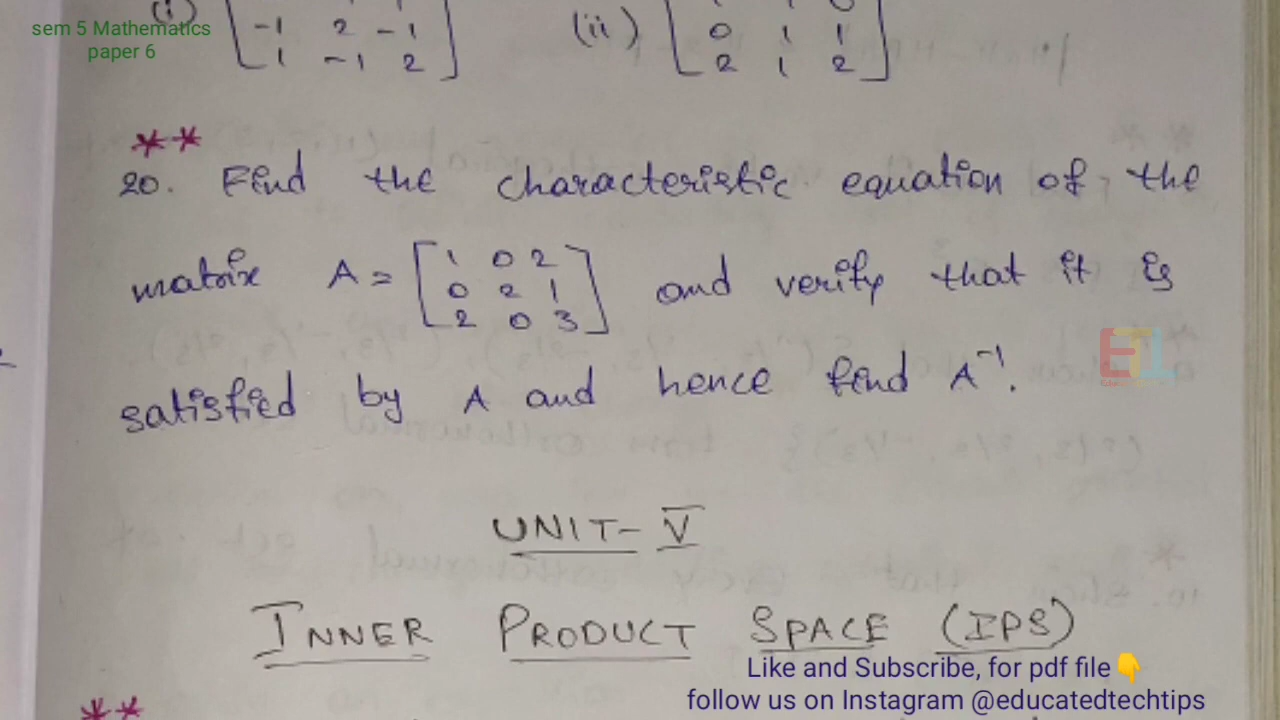 sem 5 Mathematics
paper 6
(i) [-1 2 -1
1 -1 2]
(ii) [0 1 1
2 1 2]
**
20. Find the characteristic equation of, the
matrix A = [1 0 2
0 2 1
2 0 3] and verify that it is
satisfied by A and hence find A⁻¹.
ETL
UNIT- V
INNER PRODUCT SPACE (IPS)
Like and Subscribe, for pdf file👇
follow us on Instagram @educatedtechtips
**